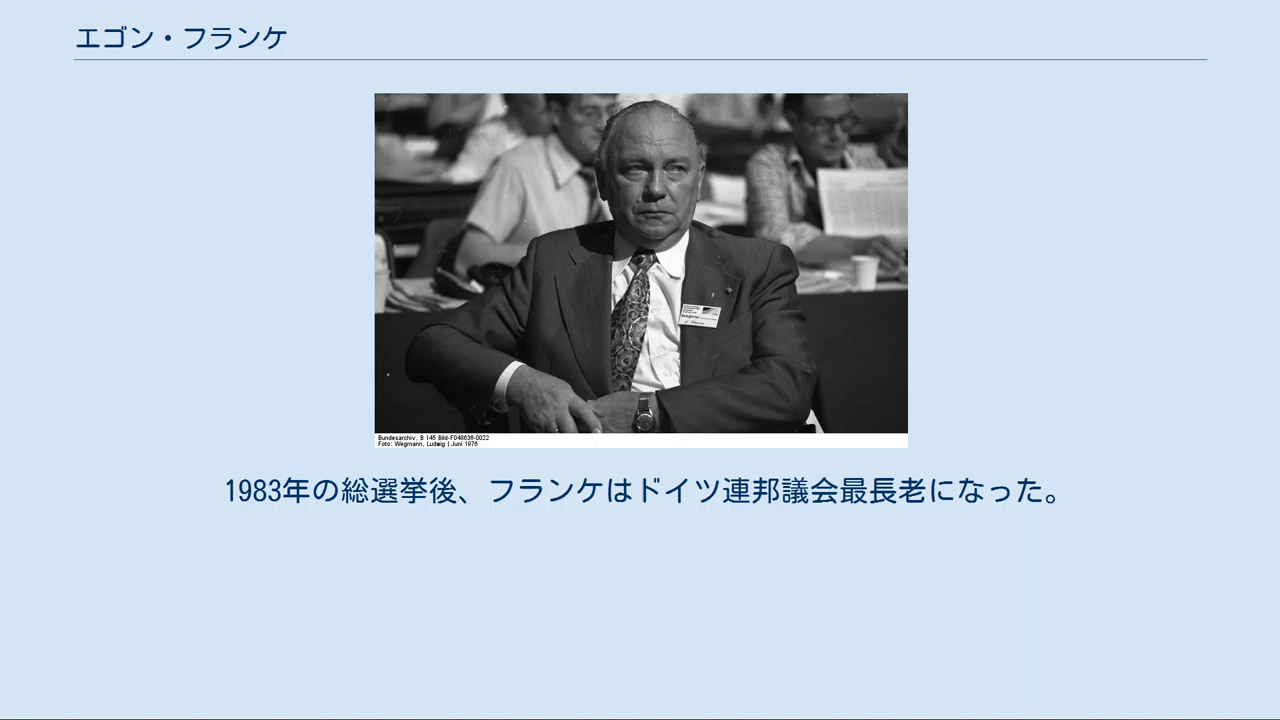 エゴン・フランケ
Bundesarchiv, B 145 Bild-F048636-0022
Foto: Wegmann, Ludwig | Juni 1976
1983年の総選挙後、フランケはドイツ連邦議会最長老になった。